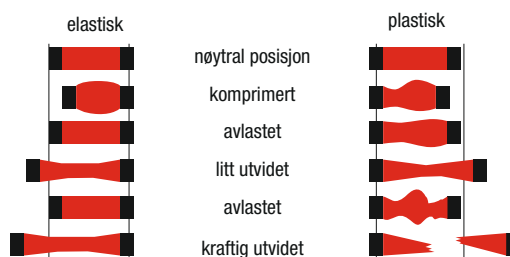 elastisk
plastisk
nøytral posisjon
komprimert
avlastet
litt utvidet
avlastet
kraftig utvidet